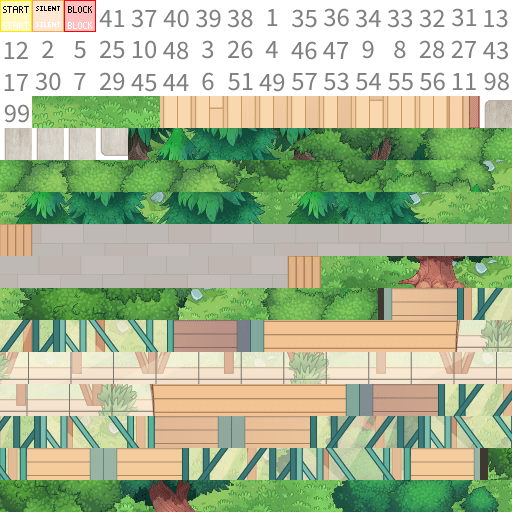 START SILENT BLOCK 41 37 40 39 38 1 35 36 34 33 32 31 13
START SILENT BLOCK
12 2 5 25 10 48 3 26 4 46 47 9 8 28 27 43
17 30 7 29 45 44 6 51 49 57 53 54 55 56 11 98
99